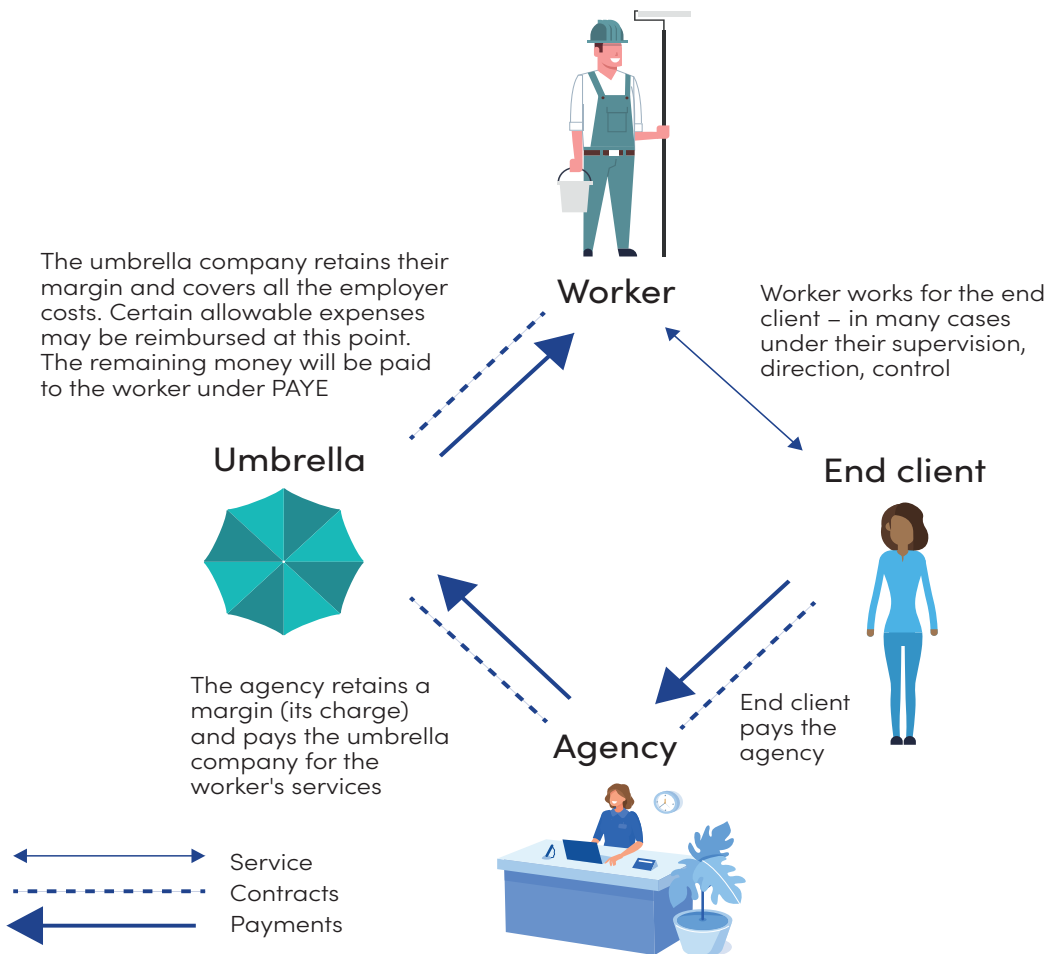 Worker
The umbrella company retains their
margin and covers all the employer
costs. Certain allowable expenses
may be reimbursed at this point.
The remaining money will be paid
to the worker under PAYE
Worker works for the end
client – in many cases
under their supervision,
direction, control
Umbrella
End client
The agency retains a
margin (its charge)
and pays the umbrella
company for the
worker's services
End client
pays the
agency
Agency
Service
Contracts
Payments